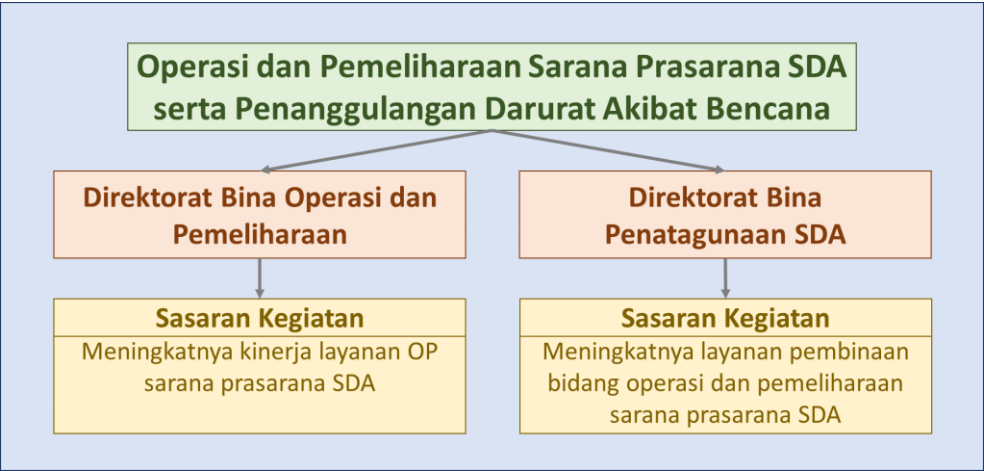 Operasi dan Pemeliharaan Sarana Prasarana SDA
serta Penanggulangan Darurat Akibat Bencana
Direktorat Bina Operasi dan
Pemeliharaan
Direktorat Bina
Penatagunaan SDA
Sasaran Kegiatan
Meningkatnya kinerja layanan OP
sarana prasarana SDA
Sasaran Kegiatan
Meningkatnya layanan pembinaan
bidang operasi dan pemeliharaan
sarana prasarana SDA